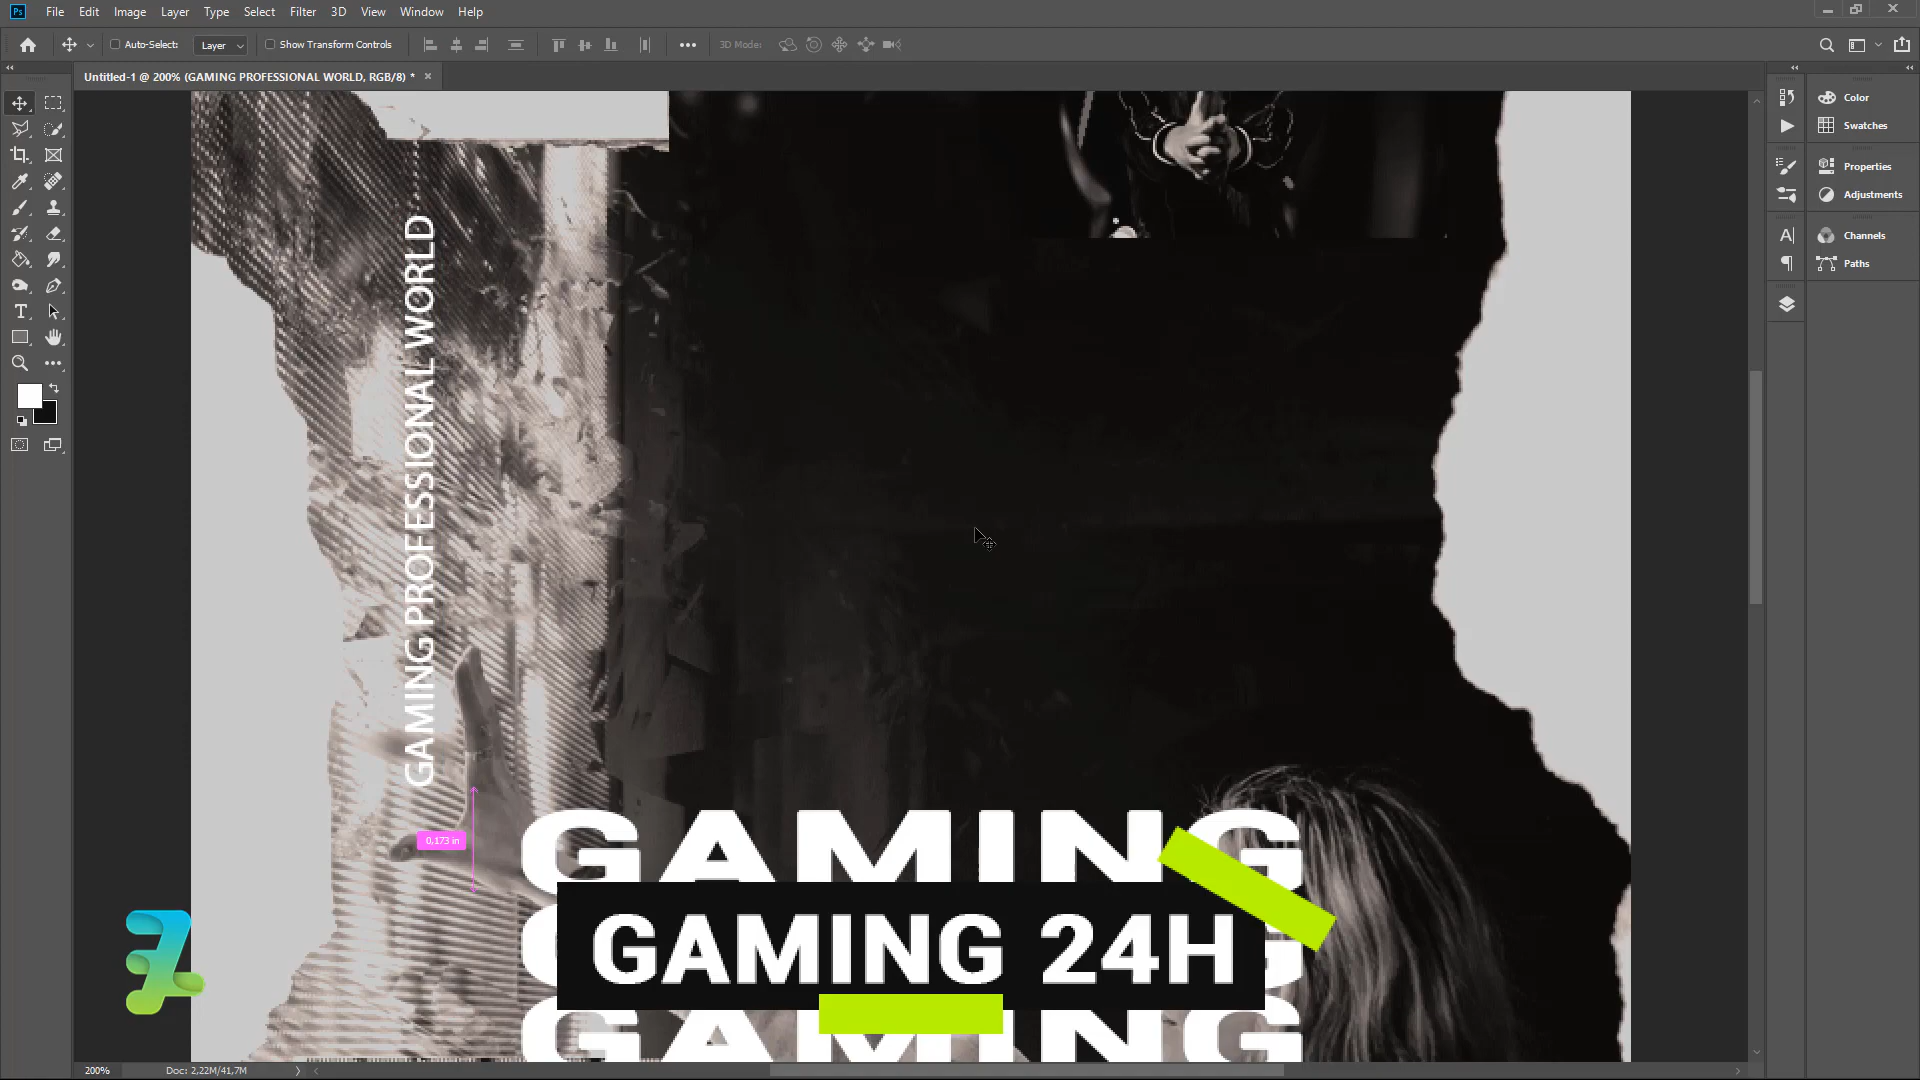 Ps File Edit Image Layer Type Select Filter 3D View Window Help
Auto-Select: Layer Show Transform Controls 3D Mode:
Untitled-1 @ 200% (GAMING PROFESSIONAL WORLD, RGB/8) *
Color
Swatches
Properties
Adjustments
Channels
Paths
GAMING PROFESSIONAL WORLD
0,173 in
GAMING
GAMING 24H
GAMING
200% Doc: 2,22M/41,7M